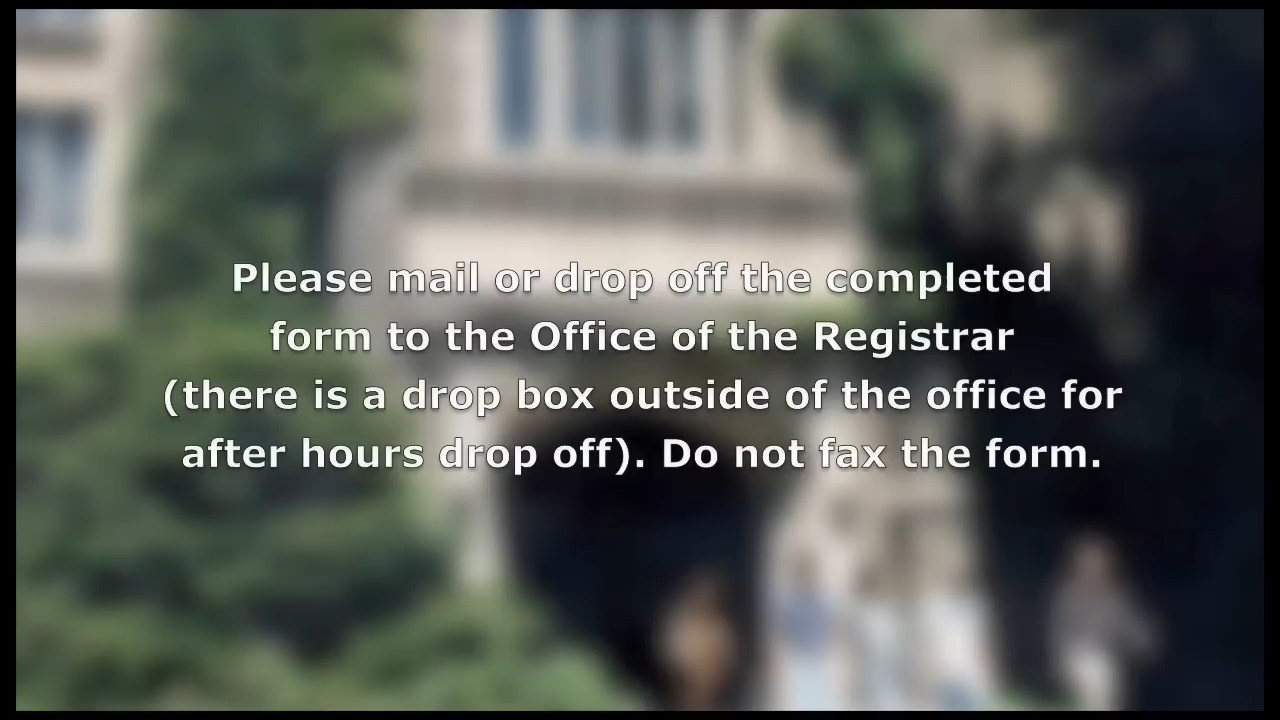 Please mail or drop off the completed
form to the Office of the Registrar
(there is a drop box outside of the office for
after hours drop off). Do not fax the form.